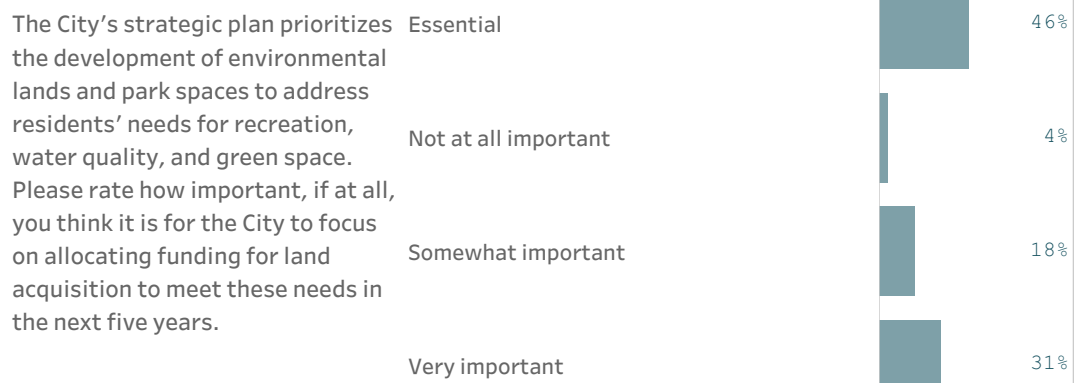 The City’s strategic plan prioritizes
the development of environmental
lands and park spaces to address
residents’ needs for recreation,
water quality, and green space.
Please rate how important, if at all,
you think it is for the City to focus
on allocating funding for land
acquisition to meet these needs in
the next five years.
Essential 46%
Not at all important 4%
Somewhat important 18%
Very important 31%